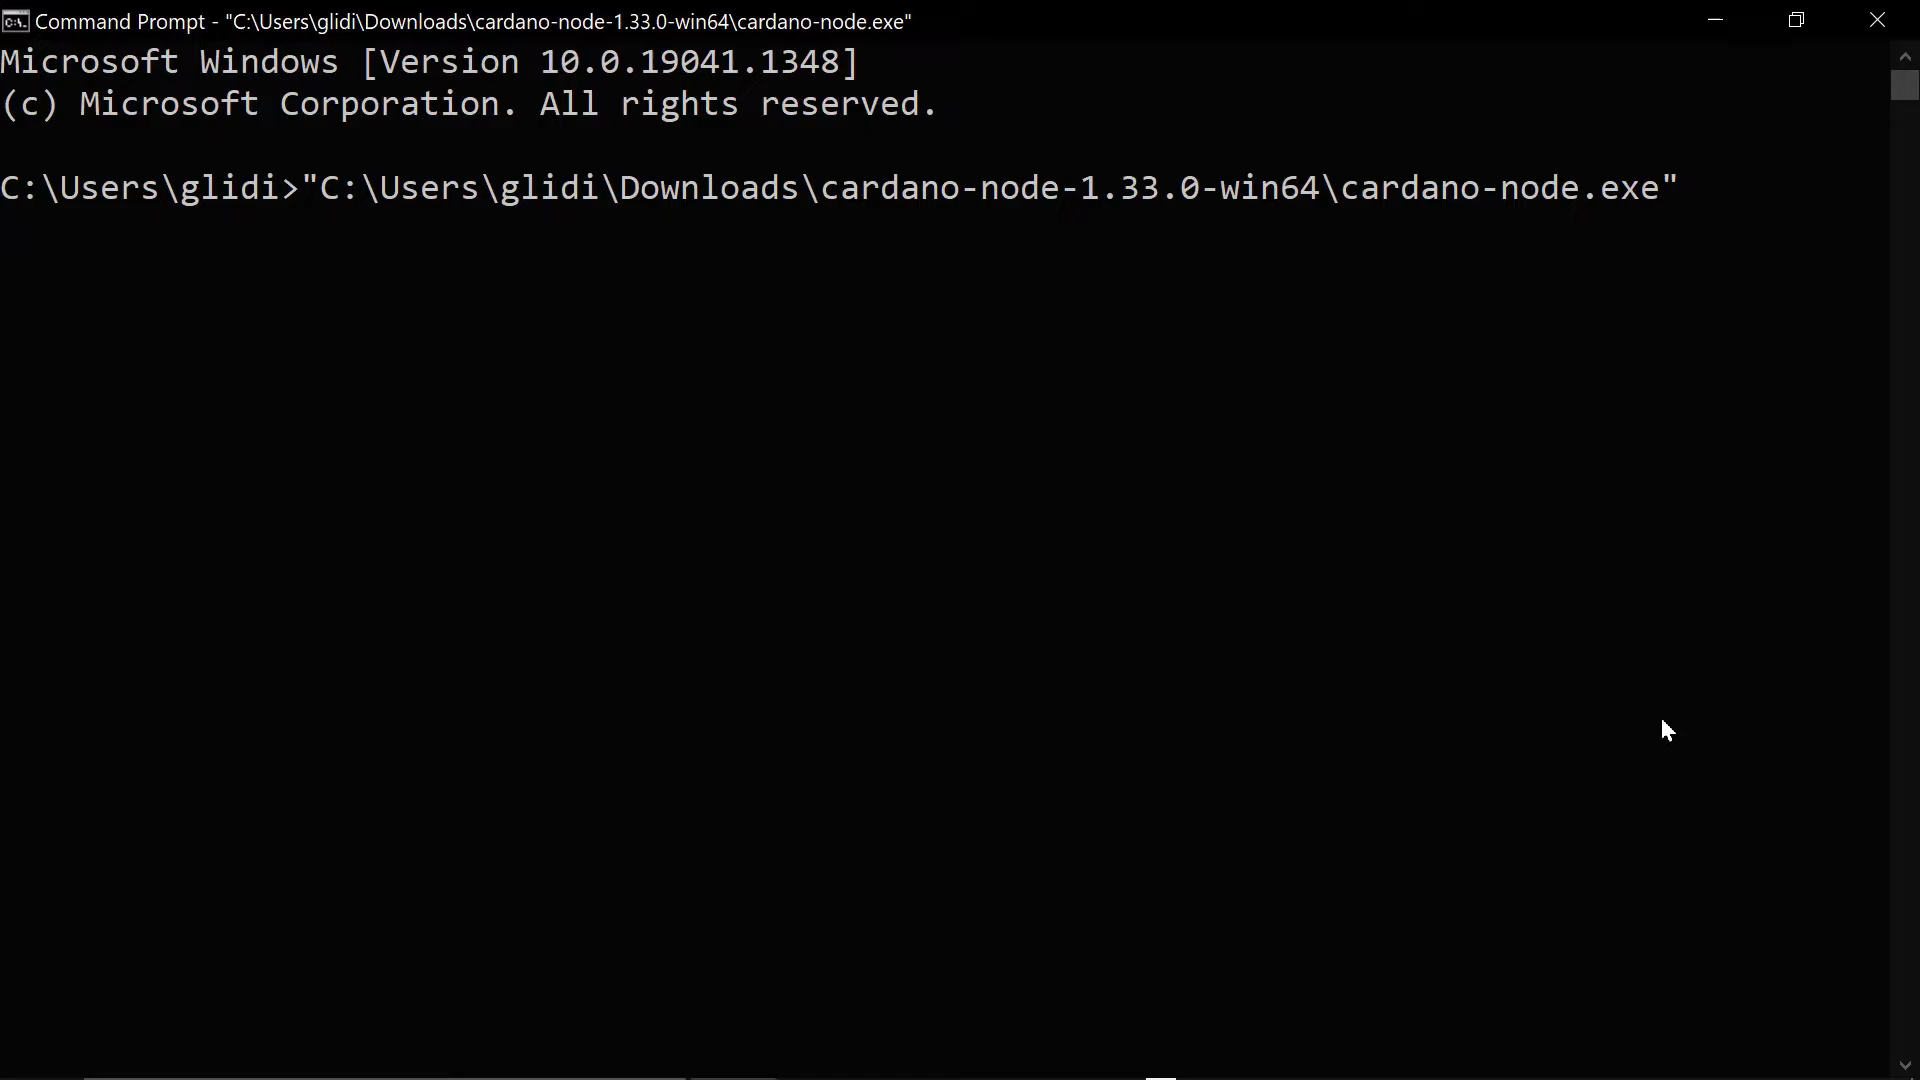 Command Prompt - "C:\Users\glidi\Downloads\cardano-node-1.33.0-win64\cardano-node.exe"
Microsoft Windows [Version 10.0.19041.1348]
(c) Microsoft Corporation. All rights reserved.
C:\Users\glidi>"C:\Users\glidi\Downloads\cardano-node-1.33.0-win64\cardano-node.exe"